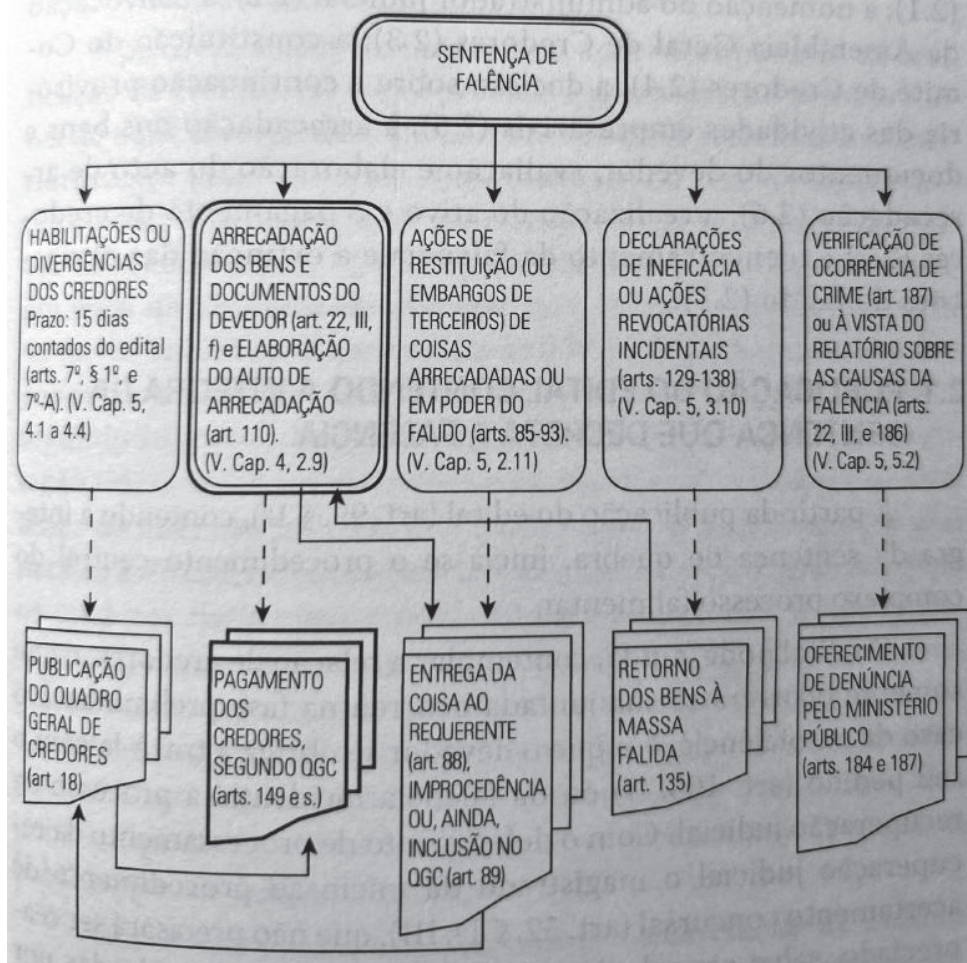 SENTENÇA DE
FALÊNCIA
HABILITAÇÕES OU
DIVERGÊNCIAS
DOS CREDORES
Prazo: 15 dias
contados do edital
(arts. 7º, § 1º, e
7º-A). (V. Cap. 5,
4.1 a 4.4)
ARRECADAÇÃO
DOS BENS E
DOCUMENTOS DO
DEVEDOR (art. 22, III,
f) e ELABORAÇÃO
DO AUTO DE
ARRECADAÇÃO
(art. 110).
(V. Cap. 4, 2.9)
AÇÕES DE
RESTITUIÇÃO (OU
EMBARGOS DE
TERCEIROS) DE
COISAS
ARRECADADAS OU
EM PODER DO
FALIDO (arts. 85-93).
(V. Cap. 5, 2.11)
DECLARAÇÕES
DE INEFICÁCIA
OU AÇÕES
REVOCATÓRIAS
INCIDENTAIS
(arts. 129-138)
(V. Cap. 5, 3.10)
VERIFICAÇÃO DE
OCORRÊNCIA DE
CRIME (art. 187)
ou À VISTA DO
RELATÓRIO SOBRE
AS CAUSAS DA
FALÊNCIA (arts.
22, III, e 186)
(V. Cap. 5, 5.2)
PUBLICAÇÃO
DO QUADRO
GERAL DE
CREDORES
(art. 18)
PAGAMENTO
DOS
CREDORES,
SEGUNDO QGC
(arts. 149 e s.)
ENTREGA DA
COISA AO
REQUERENTE
(art. 88),
IMPROCEDÊNCIA
OU, AINDA,
INCLUSÃO NO
QGC (art. 89)
RETORNO
DOS BENS À
MASSA
FALIDA
(art. 135)
OFERECIMENTO
DE DENÚNCIA
PELO MINISTÉRIO
PÚBLICO
(arts. 184 e 187)